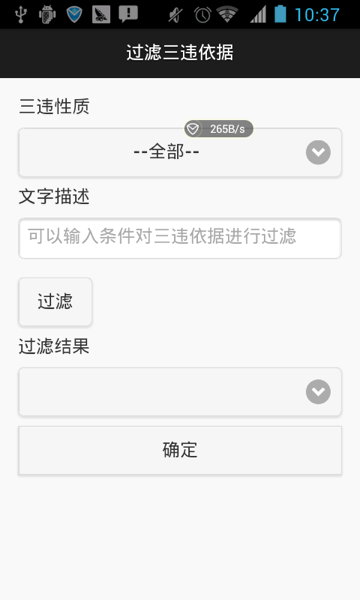 10:37
过滤三违依据
三违性质
265B/s
--全部--
文字描述
可以输入条件对三违依据进行过滤
过滤
过滤结果
确定